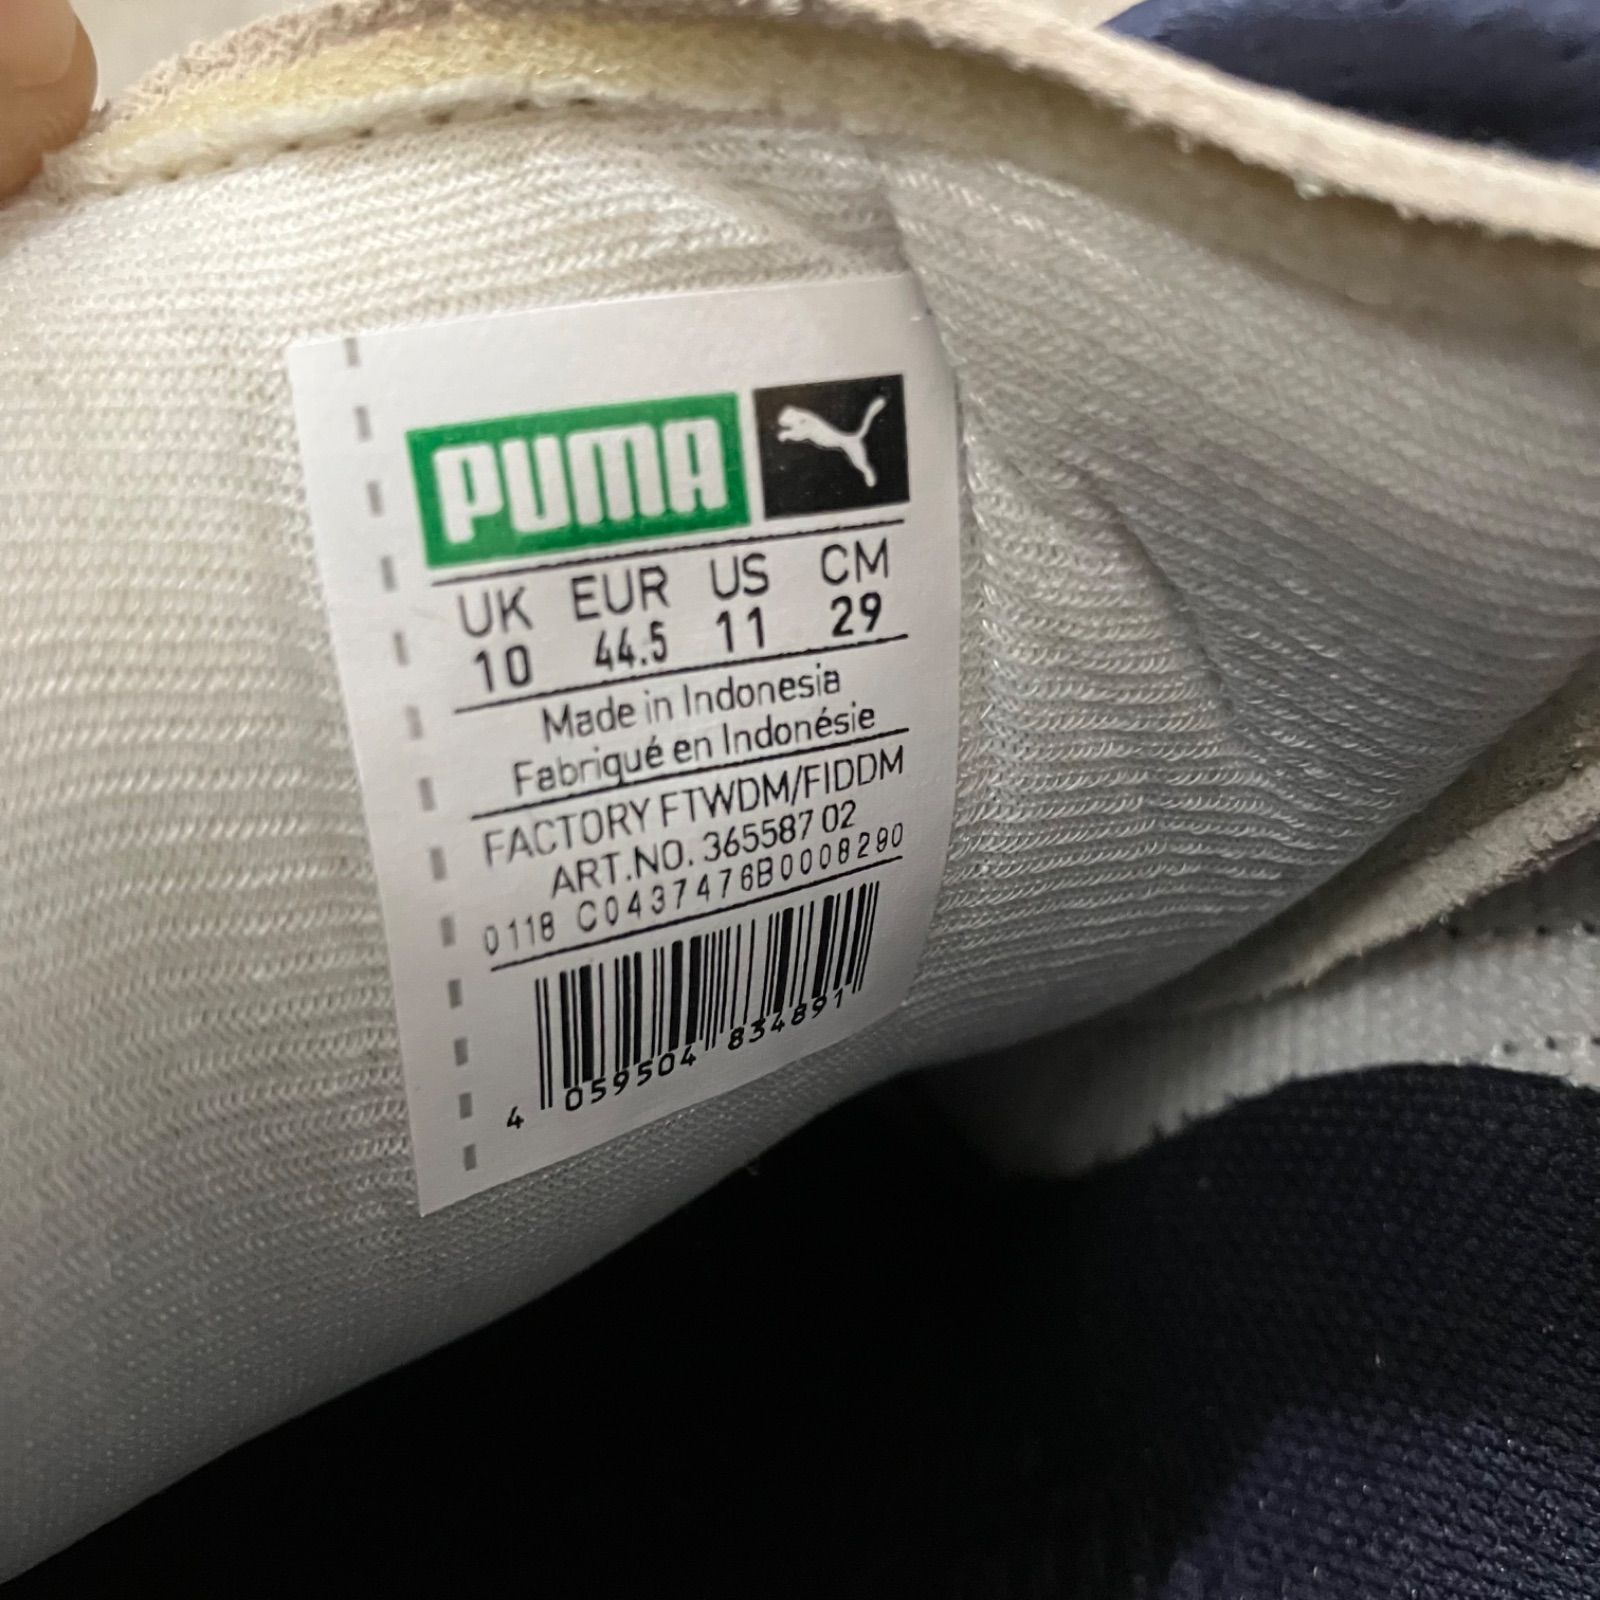 PUMA
UK EUR US CM
10 44.5 11 29
Made in Indonesia
Fabriqué en Indonésie
FACTORY FTWDM/FIDDM
ART.NO. 365587 02
0118 C0437476B0008290
4 059504 834891